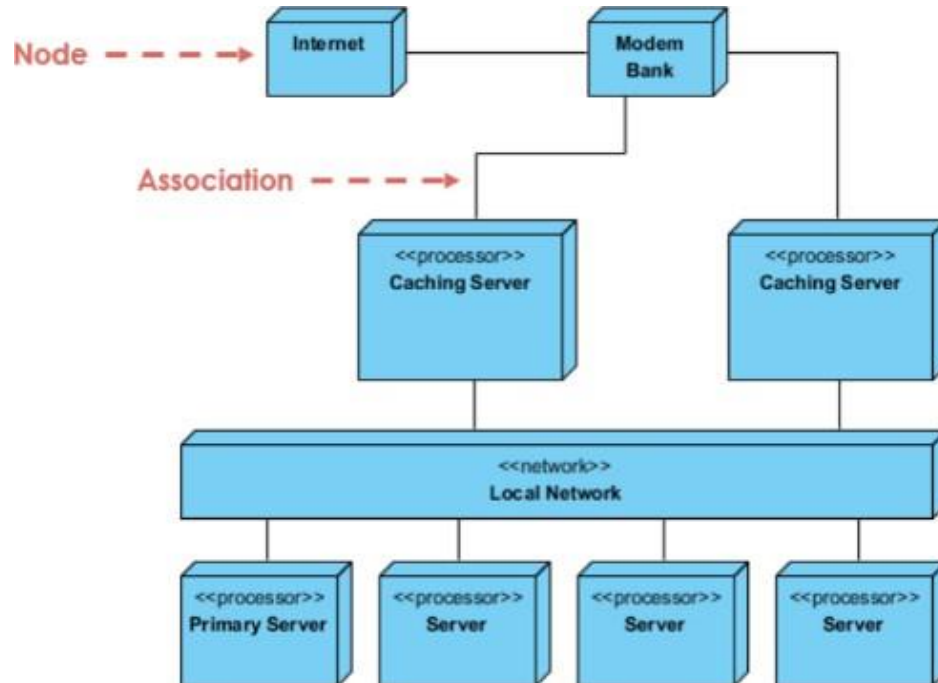 Node
Internet
Modem
Bank
Association
<<processor>>
Caching Server
<<processor>>
Caching Server
<<network>>
Local Network
<<processor>>
Primary Server
<<processor>>
Server
<<processor>>
Server
<<processor>>
Server